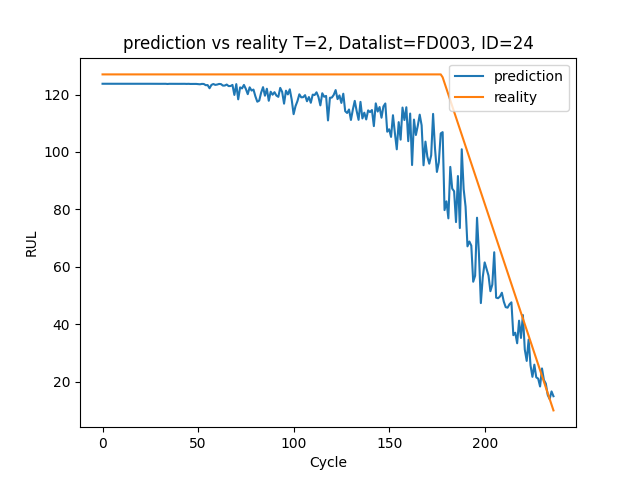 prediction vs reality T=2, Datalist=FD003, ID=24
prediction
reality
120
100
80
60
40
20
RUL
0
50
100
150
200
Cycle